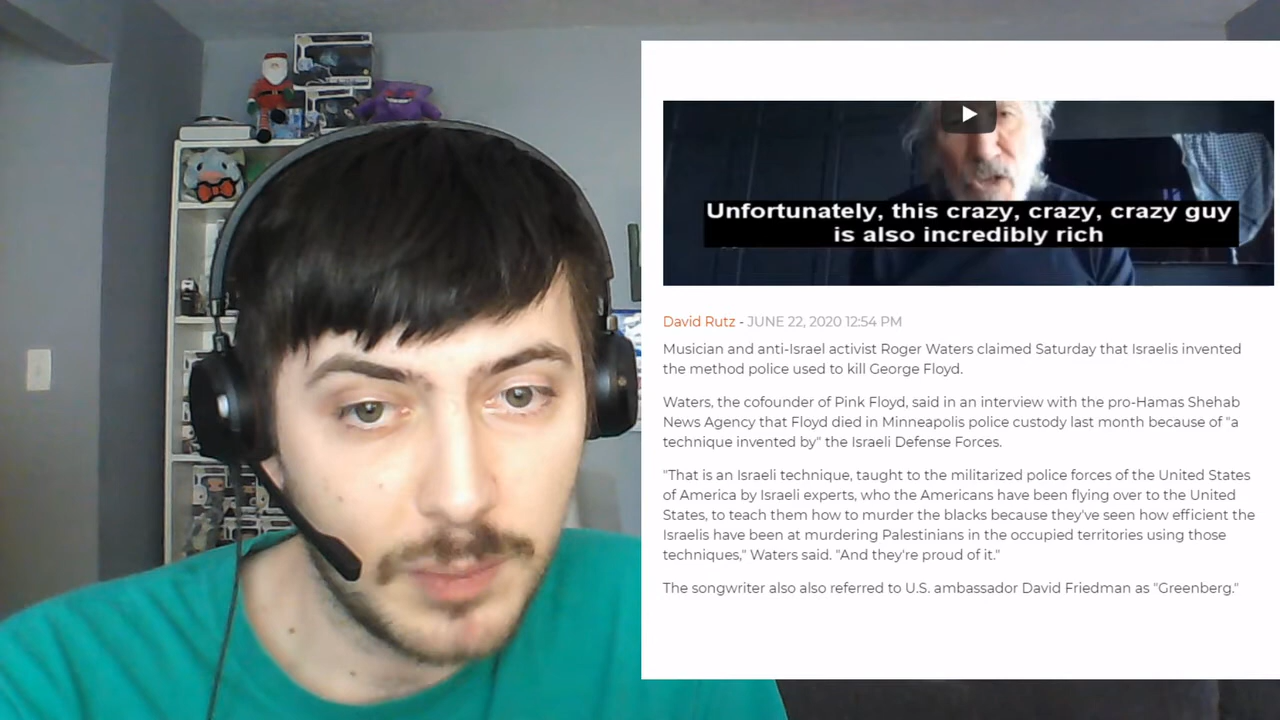 Unfortunately, this crazy, crazy, crazy guy
is also incredibly rich
David Rutz - JUNE 22, 2020 12:54 PM
Musician and anti-Israel activist Roger Waters claimed Saturday that Israelis invented
the method police used to kill George Floyd.
Waters, the cofounder of Pink Floyd, said in an interview with the pro-Hamas Shehab
News Agency that Floyd died in Minneapolis police custody last month because of "a
technique invented by" the Israeli Defense Forces.
"That is an Israeli technique, taught to the militarized police forces of the United States
of America by Israeli experts, who the Americans have been flying over to the United
States, to teach them how to murder the blacks because they've seen how efficient the
Israelis have been at murdering Palestinians in the occupied territories using those
techniques," Waters said. "And they're proud of it."
The songwriter also also referred to U.S. ambassador David Friedman as "Greenberg."